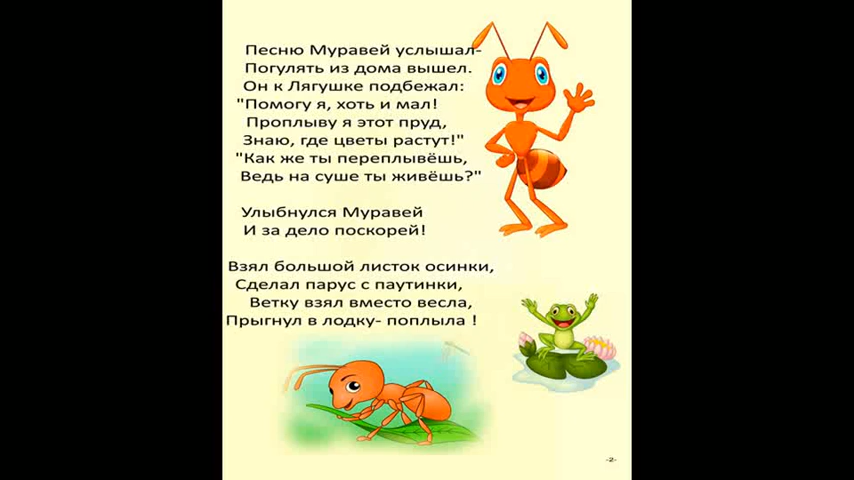 Песню Муравей услышал-
Погулять из дома вышел.
Он к Лягушке подбежал:
"Помогу я, хоть и мал!
Проплыву я этот пруд,
Знаю, где цветы растут!"
"Как же ты переплывёшь,
Ведь на суше ты живёшь?"
Улыбнулся Муравей
И за дело поскорей!
Взял большой листок осинки,
Сделал парус с паутинки,
Ветку взял вместо весла,
Прыгнул в лодку- поплыла !
-2-